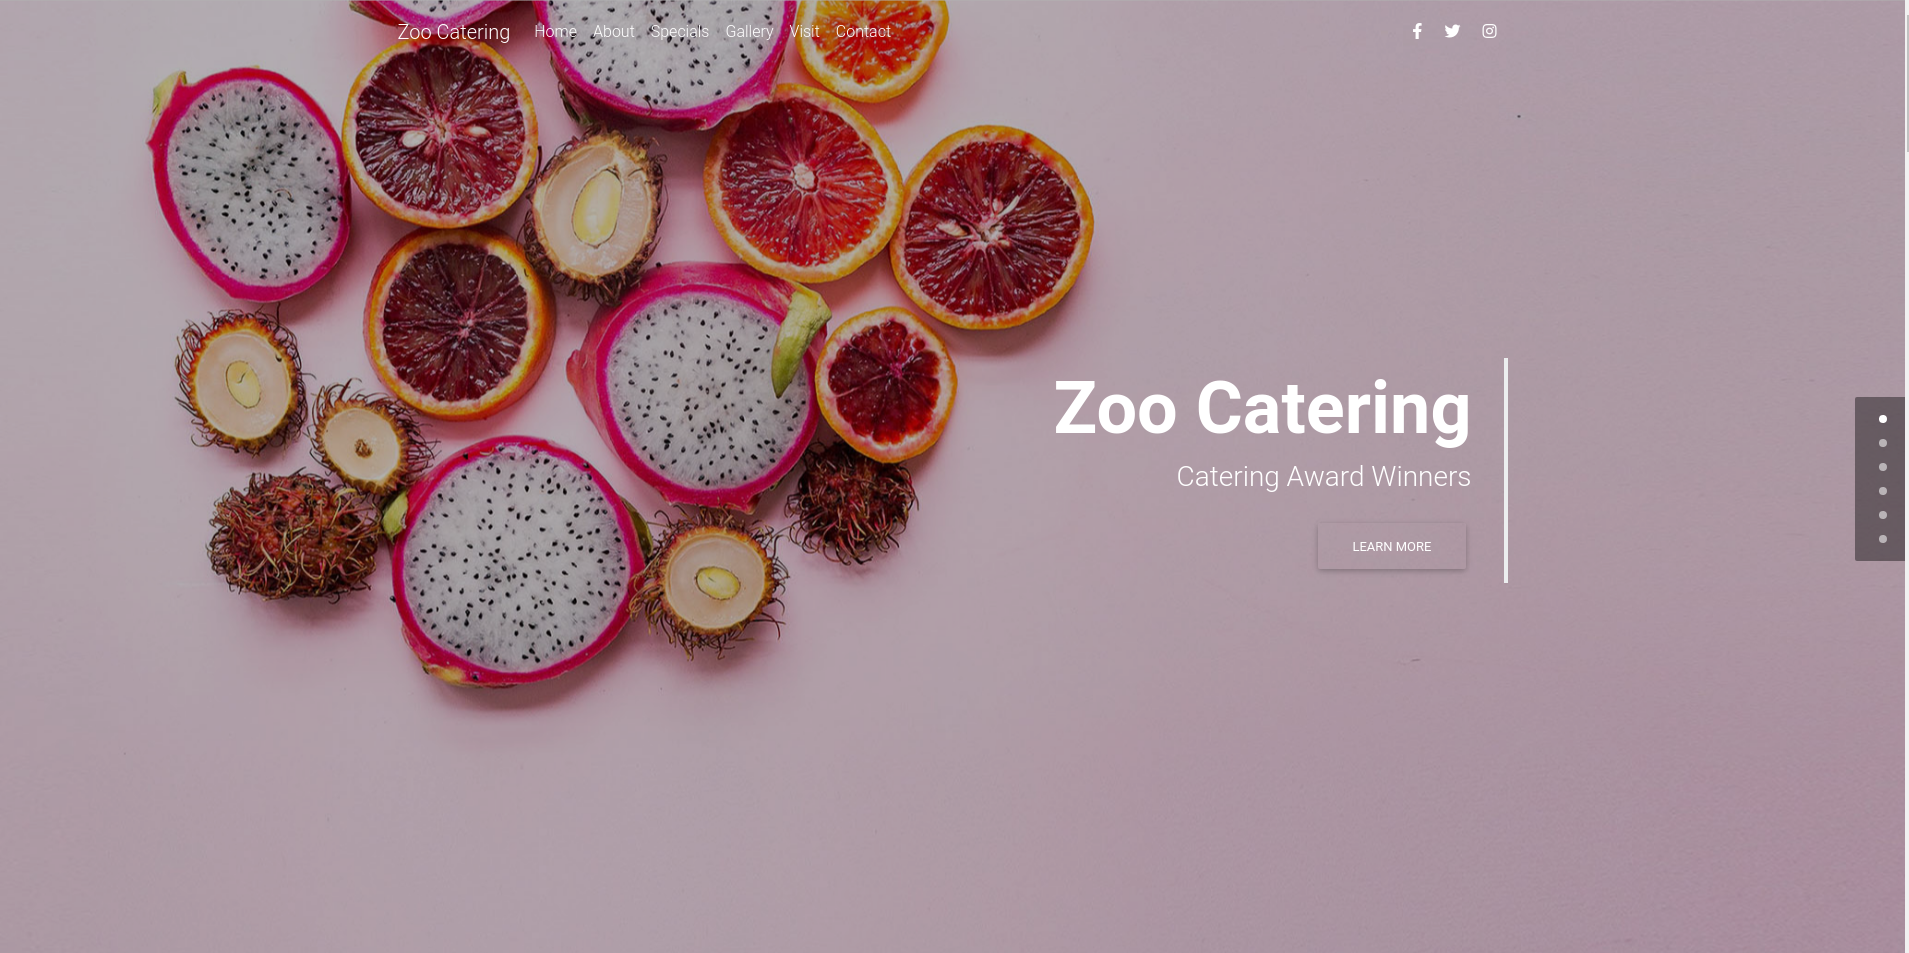 Zoo Catering Home About Specials Gallery Visit Contact
Zoo Catering
Catering Award Winners
LEARN MORE